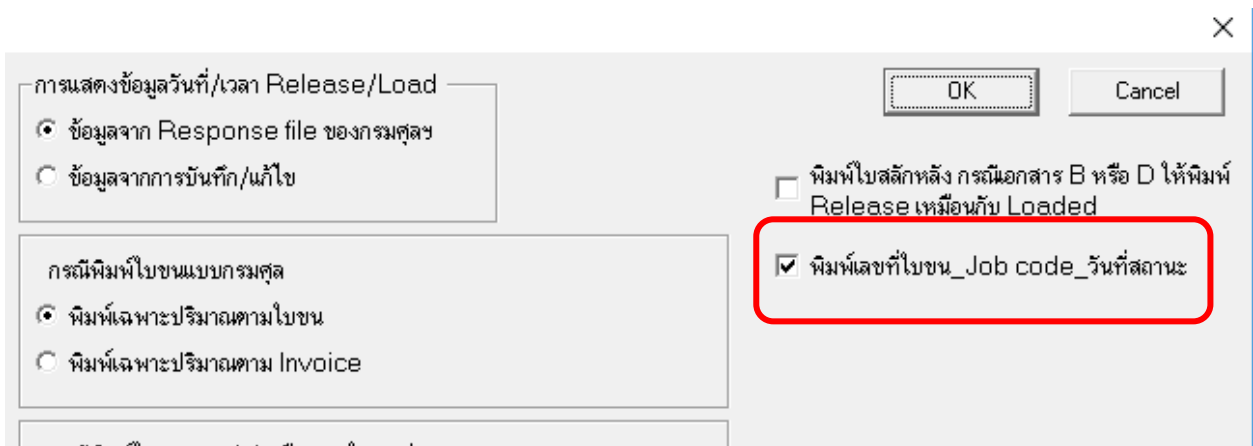 การแสดงข้อมูลวันที่/เวลา Release/Load
ข้อมูลจาก Response file ของกรมศุลฯ
ข้อมูลจากการบันทึก/แก้ไข
OK
Cancel
พิมพ์ใบสลักหลัง กรณีเอกสาร B หรือ D ให้พิมพ์
Release เหมือนกับ Loaded
พิมพ์เลขที่ใบขน_Job code_วันที่สถานะ
กรณีพิมพ์ใบขนแบบกรมศุล
พิมพ์เฉพาะปริมาณตามใบขน
พิมพ์เฉพาะปริมาณตาม Invoice